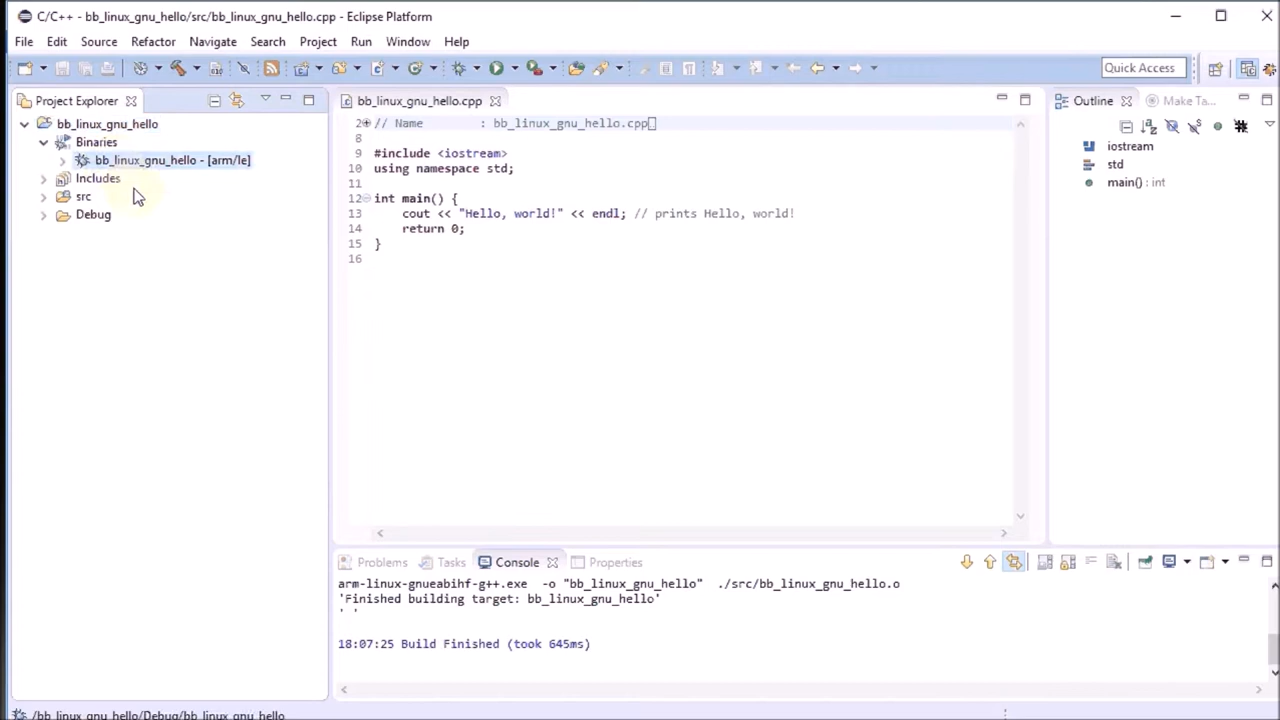 C/C++ - bb_linux_gnu_hello/src/bb_linux_gnu_hello.cpp - Eclipse Platform
File Edit Source Refactor Navigate Search Project Run Window Help
Quick Access
Project Explorer
bb_linux_gnu_hello
Binaries
bb_linux_gnu_hello - [arm/le]
Includes
src
Debug
bb_linux_gnu_hello.cpp
2 // Name : bb_linux_gnu_hello.cpp
8
9 #include <iostream>
10 using namespace std;
11
12 int main() {
13 cout << "Hello, world!" << endl; // prints Hello, world!
14 return 0;
15 }
16
Outline Make Ta...
iostream
std
main() : int
Problems Tasks Console Properties
arm-linux-gnueabihf-g++.exe -o "bb_linux_gnu_hello" ./src/bb_linux_gnu_hello.o
'Finished building target: bb_linux_gnu_hello'
' '
18:07:25 Build Finished (took 645ms)
/bb_linux_gnu_hello/Debug/bb_linux_gnu_hello